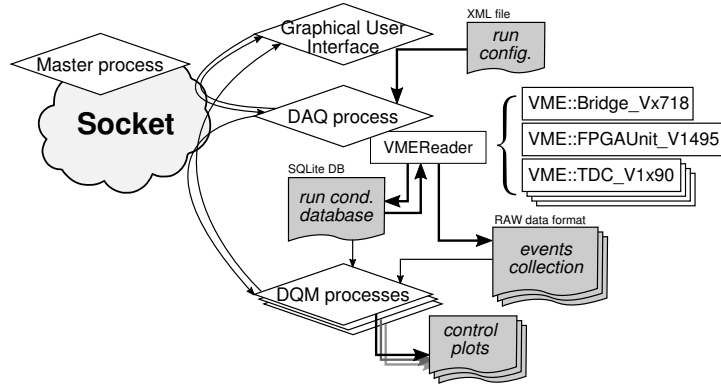 XML file
Graphical User
Interface
run
config.
Master process
Socket
DAQ process
VME::Bridge_Vx718
VMEReader
VME::FPGAUnit_V1495
SQLite DB
VME::TDC_V1x90
run cond.
database
RAW data format
events
collection
DQM processes
control
plots